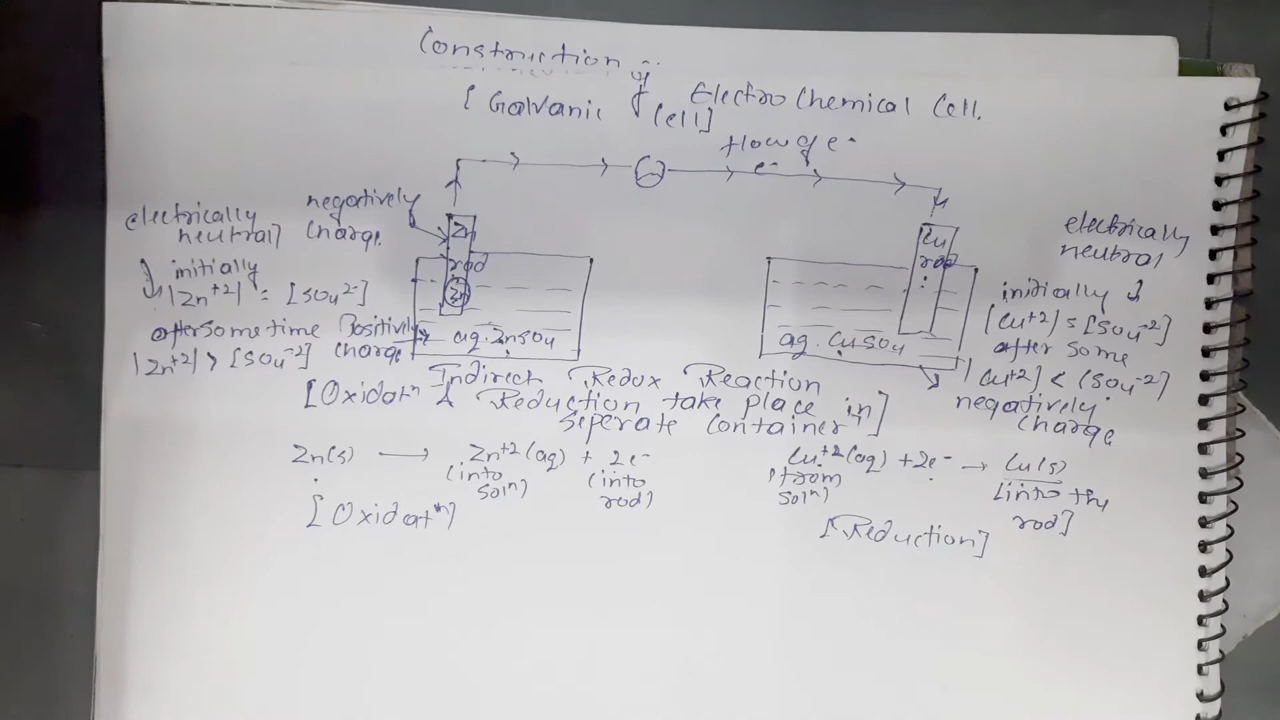 Construction of
Electro Chemical Cell.
[Galvanic Cell]
flow of e-
e-
electrically
neutral]
negatively
charge
initially
|Zn+2| = [SO4 2-]
after sometime Positively
|Zn+2| > [SO4-2] charge
Zn
rod
Zn
aq. ZnSO4
Cu
rod
aq. CuSO4
electrically
neutral
initially
[Cu+2] = [SO4-2]
after some
[Cu+2] < (SO4-2]
negatively
charge
Indirect Redox Reaction
[Oxidatn & Reduction take place in
Seperate Container]
Zn(s) → Zn+2(aq) + 2e-
(into
soln)
(into
rod)
[Oxidatn]
Cu+2(aq) + 2e- → Cu(s)
(from
soln)
[into the
rod]
[Reduction]